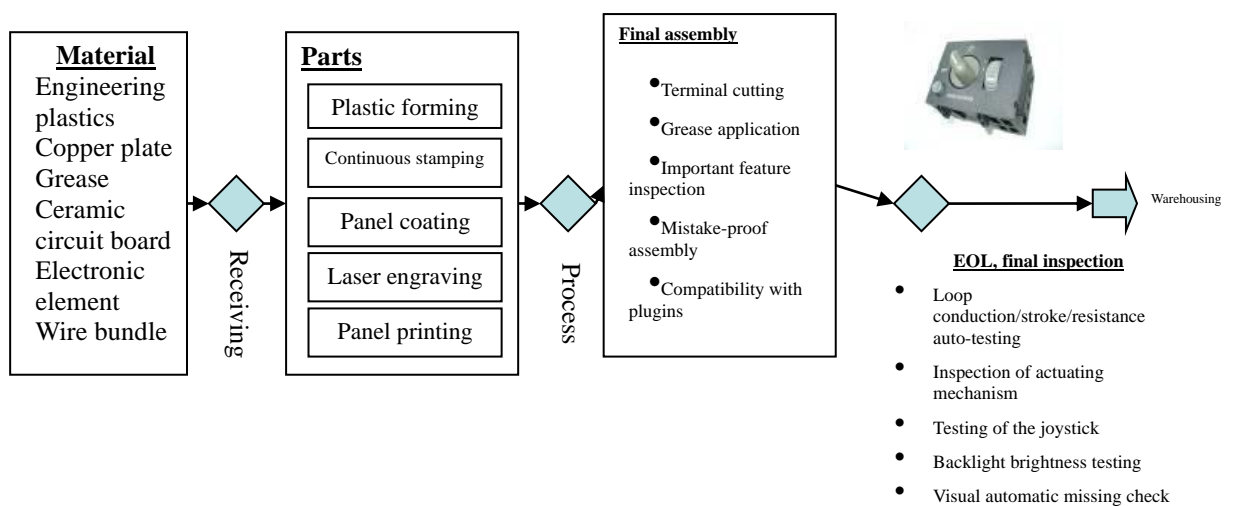 Material
Engineering
plastics
Copper plate
Grease
Ceramic
circuit board
Electronic
element
Wire bundle
Receiving
Parts
Plastic forming
Continuous stamping
Panel coating
Laser engraving
Panel printing
Process
Final assembly
•Terminal cutting
•Grease application
•Important feature
inspection
•Mistake-proof
assembly
•Compatibility with
plugins
Warehousing
EOL, final inspection
• Loop
conduction/stroke/resistance
auto-testing
• Inspection of actuating
mechanism
• Testing of the joystick
• Backlight brightness testing
• Visual automatic missing check